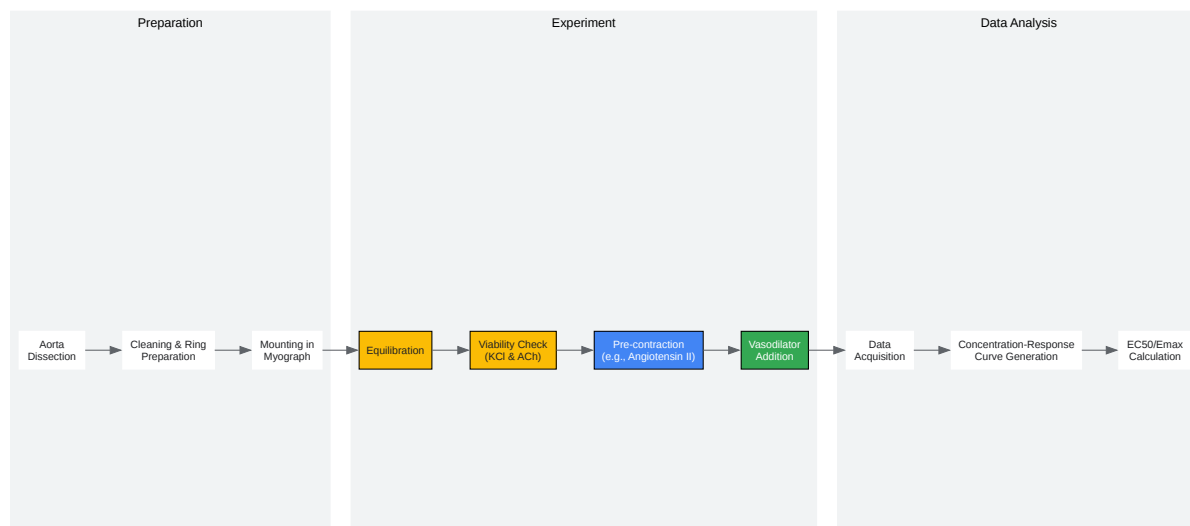 Preparation
Experiment
Data Analysis
Aorta
Dissection
Cleaning & Ring
Preparation
Mounting in
Myograph
Equilibration
Viability Check
(KCl & ACh)
Pre-contraction
(e.g., Angiotensin II)
Vasodilator
Addition
Data
Acquisition
Concentration-Response
Curve Generation
EC50/Emax
Calculation